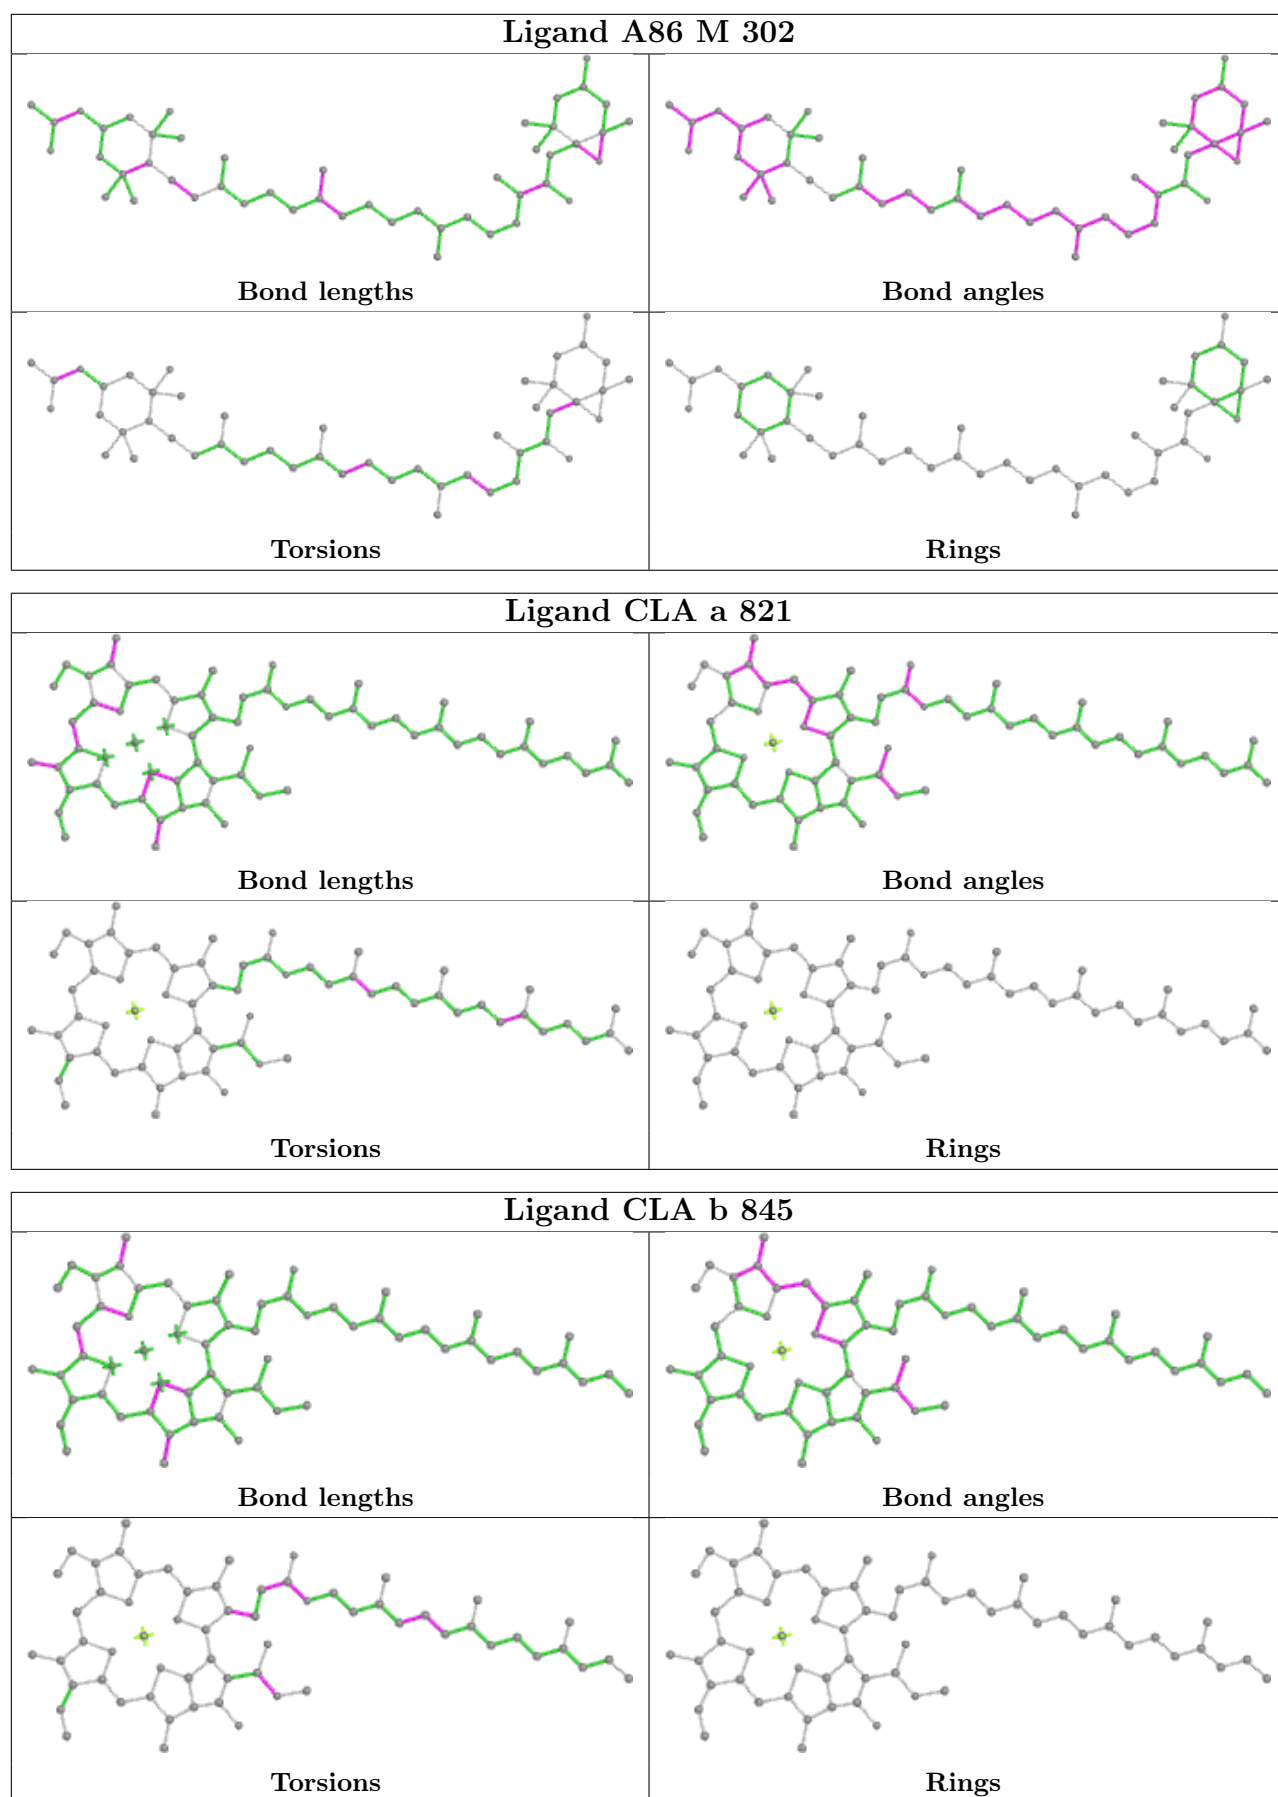 Ligand A86 M 302
Bond lengths
Bond angles
Torsions
Rings
Ligand CLA a 821
Bond lengths
Bond angles
Torsions
Rings
Ligand CLA b 845
Bond lengths
Bond angles
Torsions
Rings